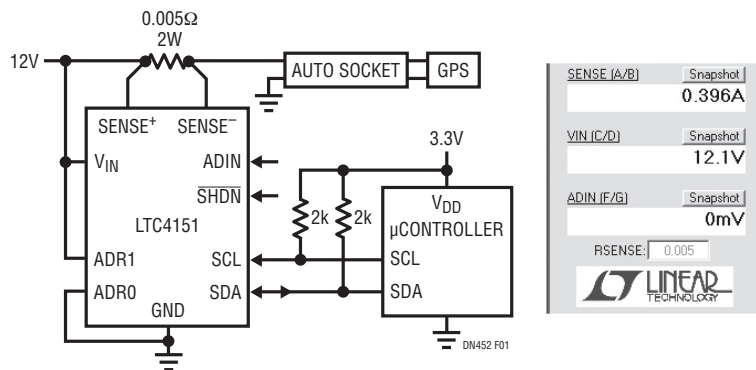 0.005Ω
2W
12V
AUTO SOCKET
GPS
SENSE+ SENSE–
VIN
ADIN
SHDN
LTC4151
ADR1
SCL
ADR0
SDA
GND
3.3V
2k
2k
VDD
µCONTROLLER
SCL
SDA
DN452 F01
SENSE (A/B) Snapshot
0.396A
VIN (C/D) Snapshot
12.1V
ADIN (F/G) Snapshot
0mV
RSENSE: 0.005
LT LINEAR
TECHNOLOGY